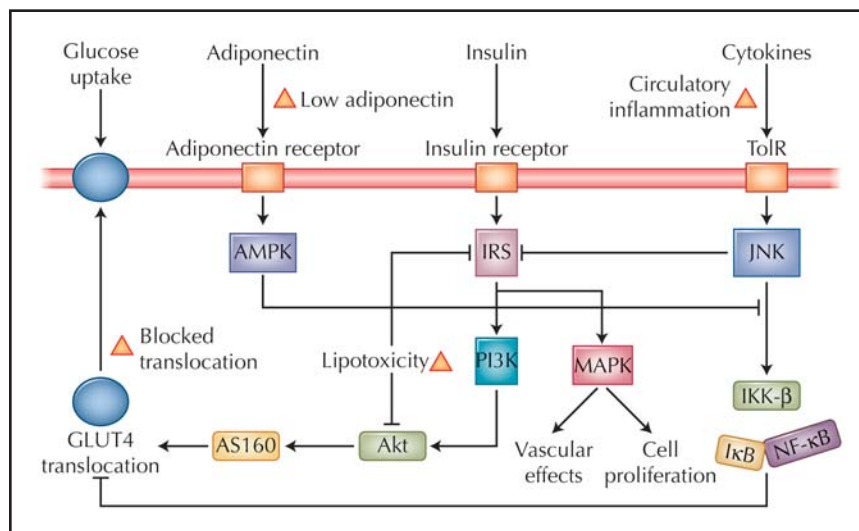 Glucose
uptake
Adiponectin
Insulin
Cytokines
Low adiponectin
Circulatory
inflammation
Adiponectin receptor
Insulin receptor
TolR
AMPK
IRS
JNK
Blocked
translocation
Lipotoxicity
PI3K
MAPK
IKK-β
GLUT4
translocation
AS160
Akt
Vascular
effects
Cell
proliferation
IκB
NF-κB